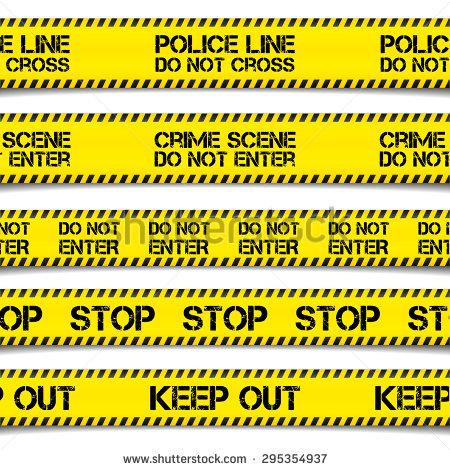 E LINE POLICE LINE POLIC
CROSS DO NOT CROSS DO NO
SCENE CRIME SCENE CRIME
ENTER DO NOT ENTER DO NO
NOT DO NOT DO NOT DO NOT DO NOT DO
TER ENTER ENTER ENTER ENTER ENT
shutterstock
OP STOP STOP STOP ST
P OUT KEEP OUT KEEP
www.shutterstock.com · 295354937